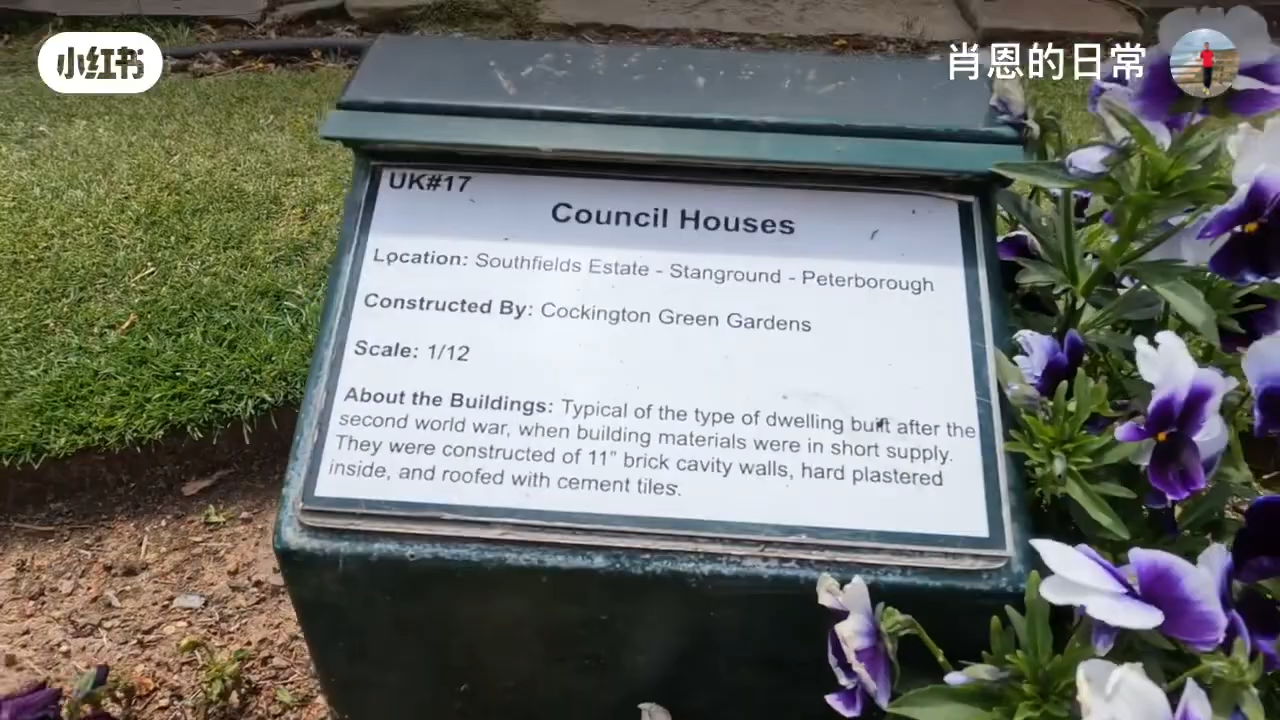 小红书
肖恩的日常
UK#17
Council Houses
Location: Southfields Estate - Stanground - Peterborough
Constructed By: Cockington Green Gardens
Scale: 1/12
About the Buildings: Typical of the type of dwelling built after the
second world war, when building materials were in short supply.
They were constructed of 11" brick cavity walls, hard plastered
inside, and roofed with cement tiles.